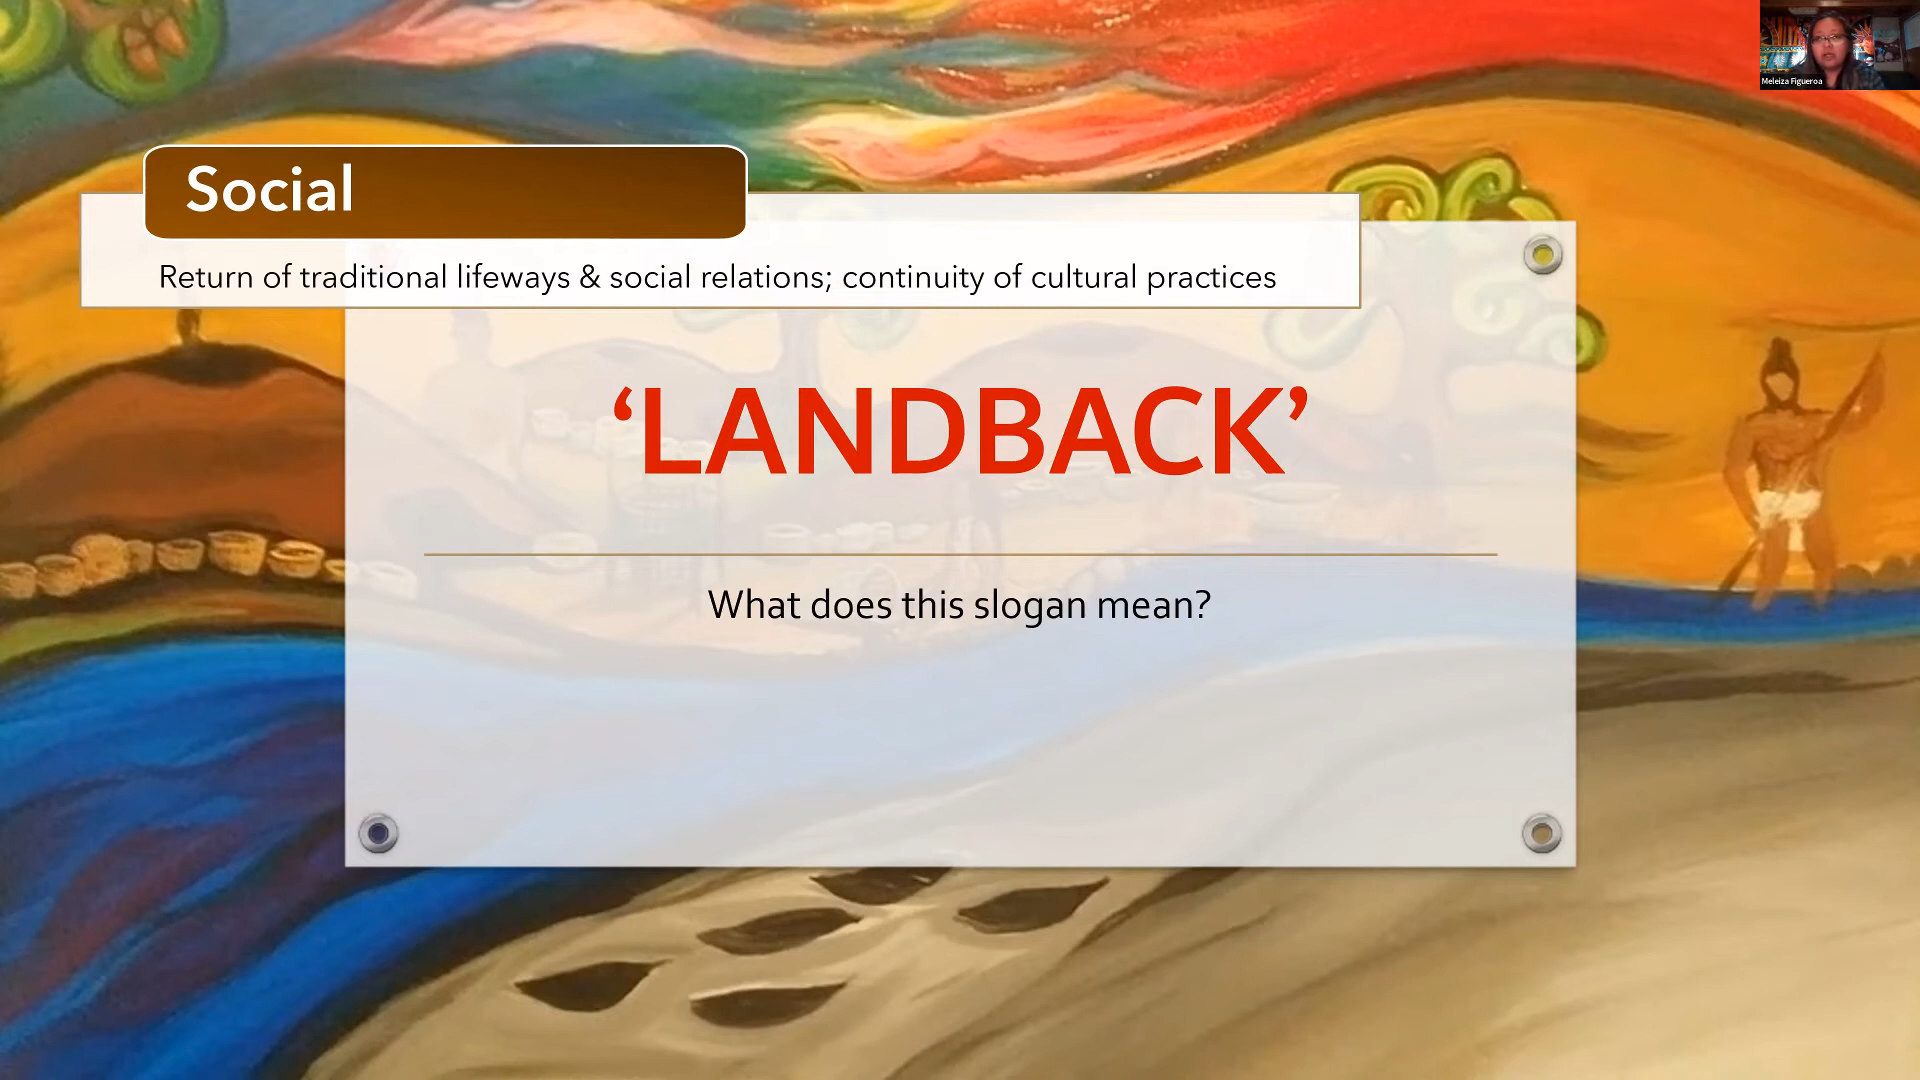 Meleiza Figueroa
Social
Return of traditional lifeways & social relations; continuity of cultural practices
‘LANDBACK’
What does this slogan mean?